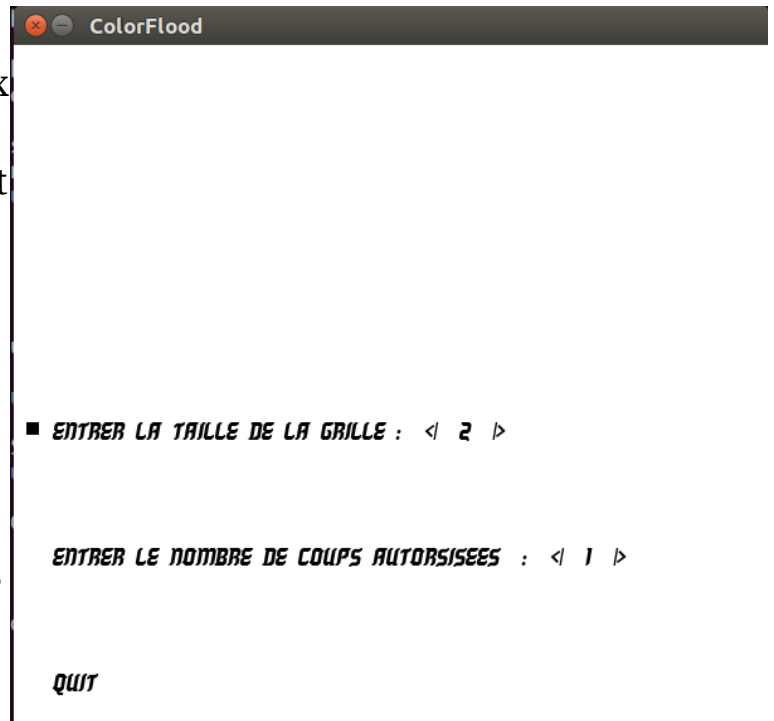 ColorFlood
x
t
ENTRER LA TAILLE DE LA GRILLE : <| 2 |>
ENTRER LE NOMBRE DE COUPS AUTORSISEES : <| 1 |>
QUIT